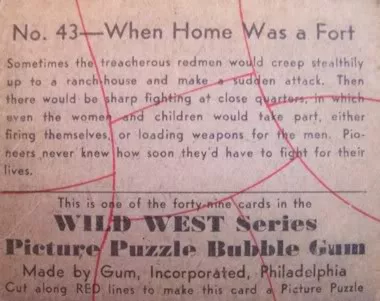 No. 43—When Home Was a Fort
Sometimes the treacherous redmen would creep stealthily
up to a ranch-house and make a sudden attack. Then
there would be sharp fighting at close quarters, in which
even the women and children would take part, either
firing themselves, or loading weapons for the men. Pio-
neers never knew how soon they'd have to fight for their
lives.
This is one of the forty-nine cards in the
WILD WEST Series
Picture Puzzle Bubble Gum
Made by Gum, Incorporated, Philadelphia
Cut along RED lines to make this card a Picture Puzzle